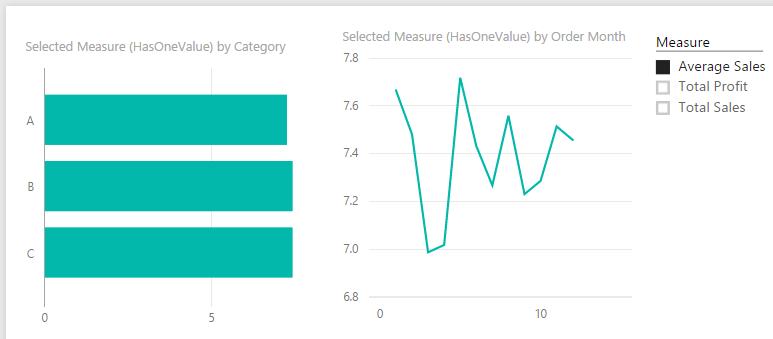 Selected Measure (HasOneValue) by Category
A
B
C
0 5
Selected Measure (HasOneValue) by Order Month
7.8
7.6
7.4
7.2
7.0
6.8
0 10
Measure
Average Sales
Total Profit
Total Sales